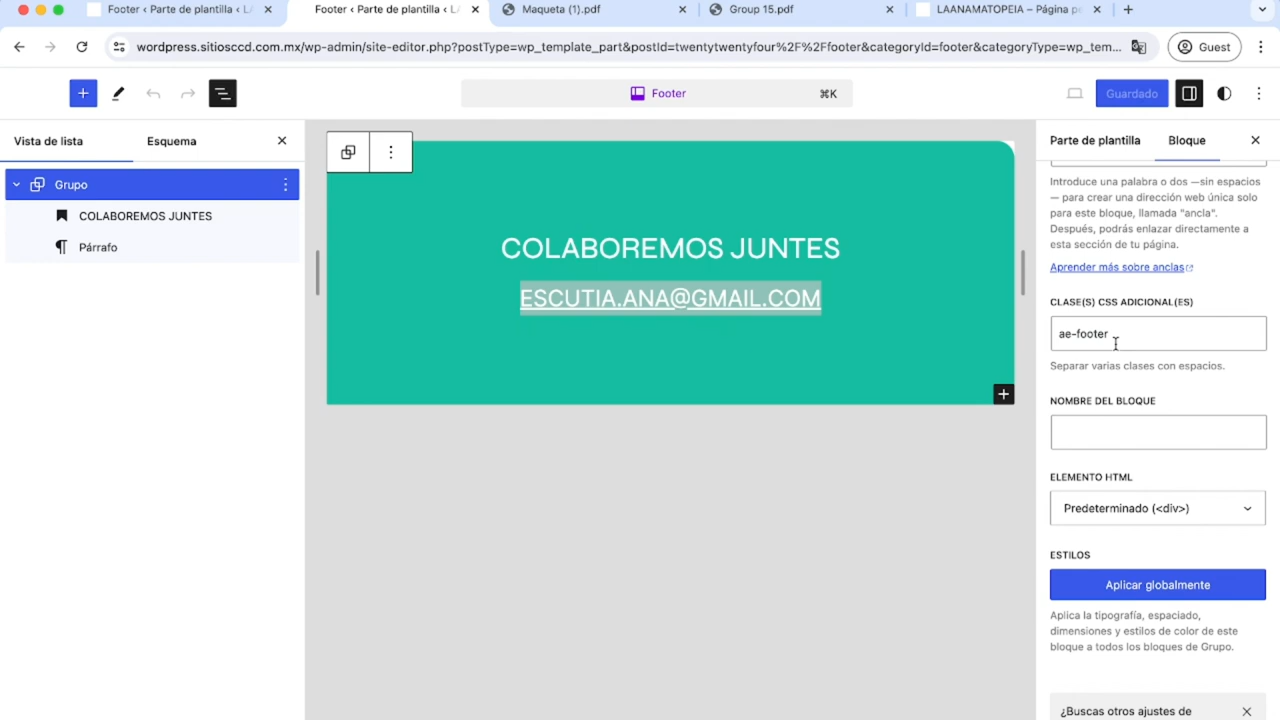 Footer ‹ Parte de plantilla ‹ L
Footer ‹ Parte de plantilla ‹ L
Maqueta (1).pdf
Group 15.pdf
LAANAMATOPEIA – Página
wordpress.sitiosccd.com.mx/wp-admin/site-editor.php?postType=wp_template_part&postId=twentytwentyfour%2F%2Ffooter&categoryId=footer&categoryType=wp_tem...
Guest
Footer
⌘K
Guardado
Vista de lista
Esquema
Grupo
COLABOREMOS JUNTES
Párrafo
COLABOREMOS JUNTES
ESCUTIA.ANA@GMAIL.COM
Parte de plantilla
Bloque
Introduce una palabra o dos —sin espacios
— para crear una dirección web única solo
para este bloque, llamada "ancla".
Después, podrás enlazar directamente a
esta sección de tu página.
Aprender más sobre anclas
CLASE(S) CSS ADICIONAL(ES)
ae-footer
Separar varias clases con espacios.
NOMBRE DEL BLOQUE
ELEMENTO HTML
Predeterminado (<div>)
ESTILOS
Aplicar globalmente
Aplica la tipografía, espaciado,
dimensiones y estilos de color de este
bloque a todos los bloques de Grupo.
¿Buscas otros ajustes de